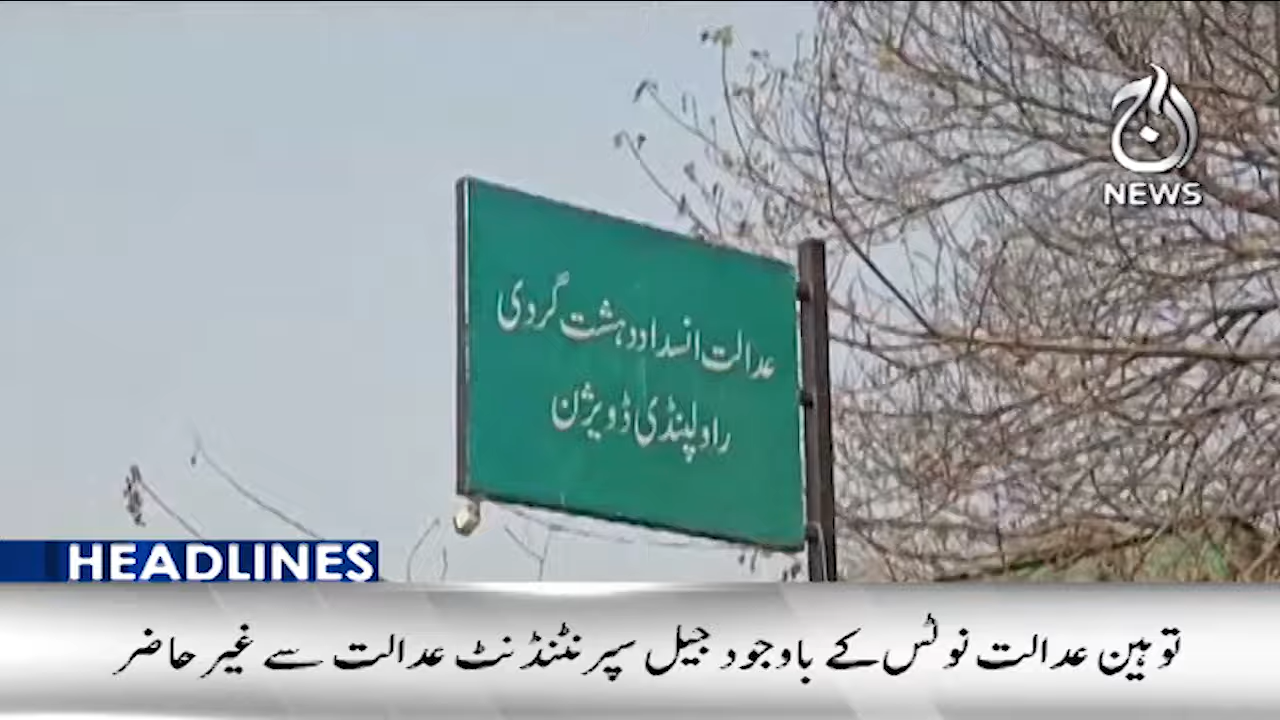 آج
NEWS
عدالت انسداد دہشت گردی
راولپنڈی ڈویژن
HEADLINES
توہین عدالت نوٹس کے باوجود جیل سپرنٹنڈنٹ عدالت سے غیر حاضر